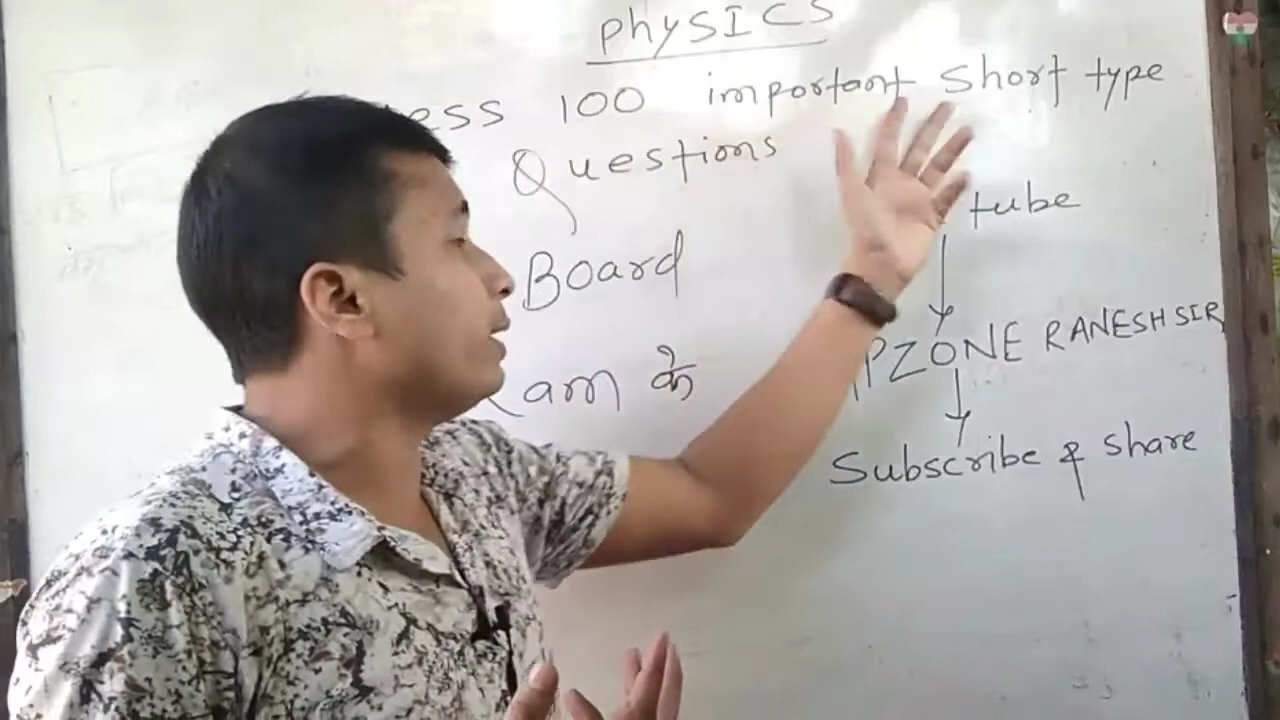 PhySICS
ess 100 important Short type
Questions
tube
Board
PZONE RANESH SIR
am के
Subscribe & share